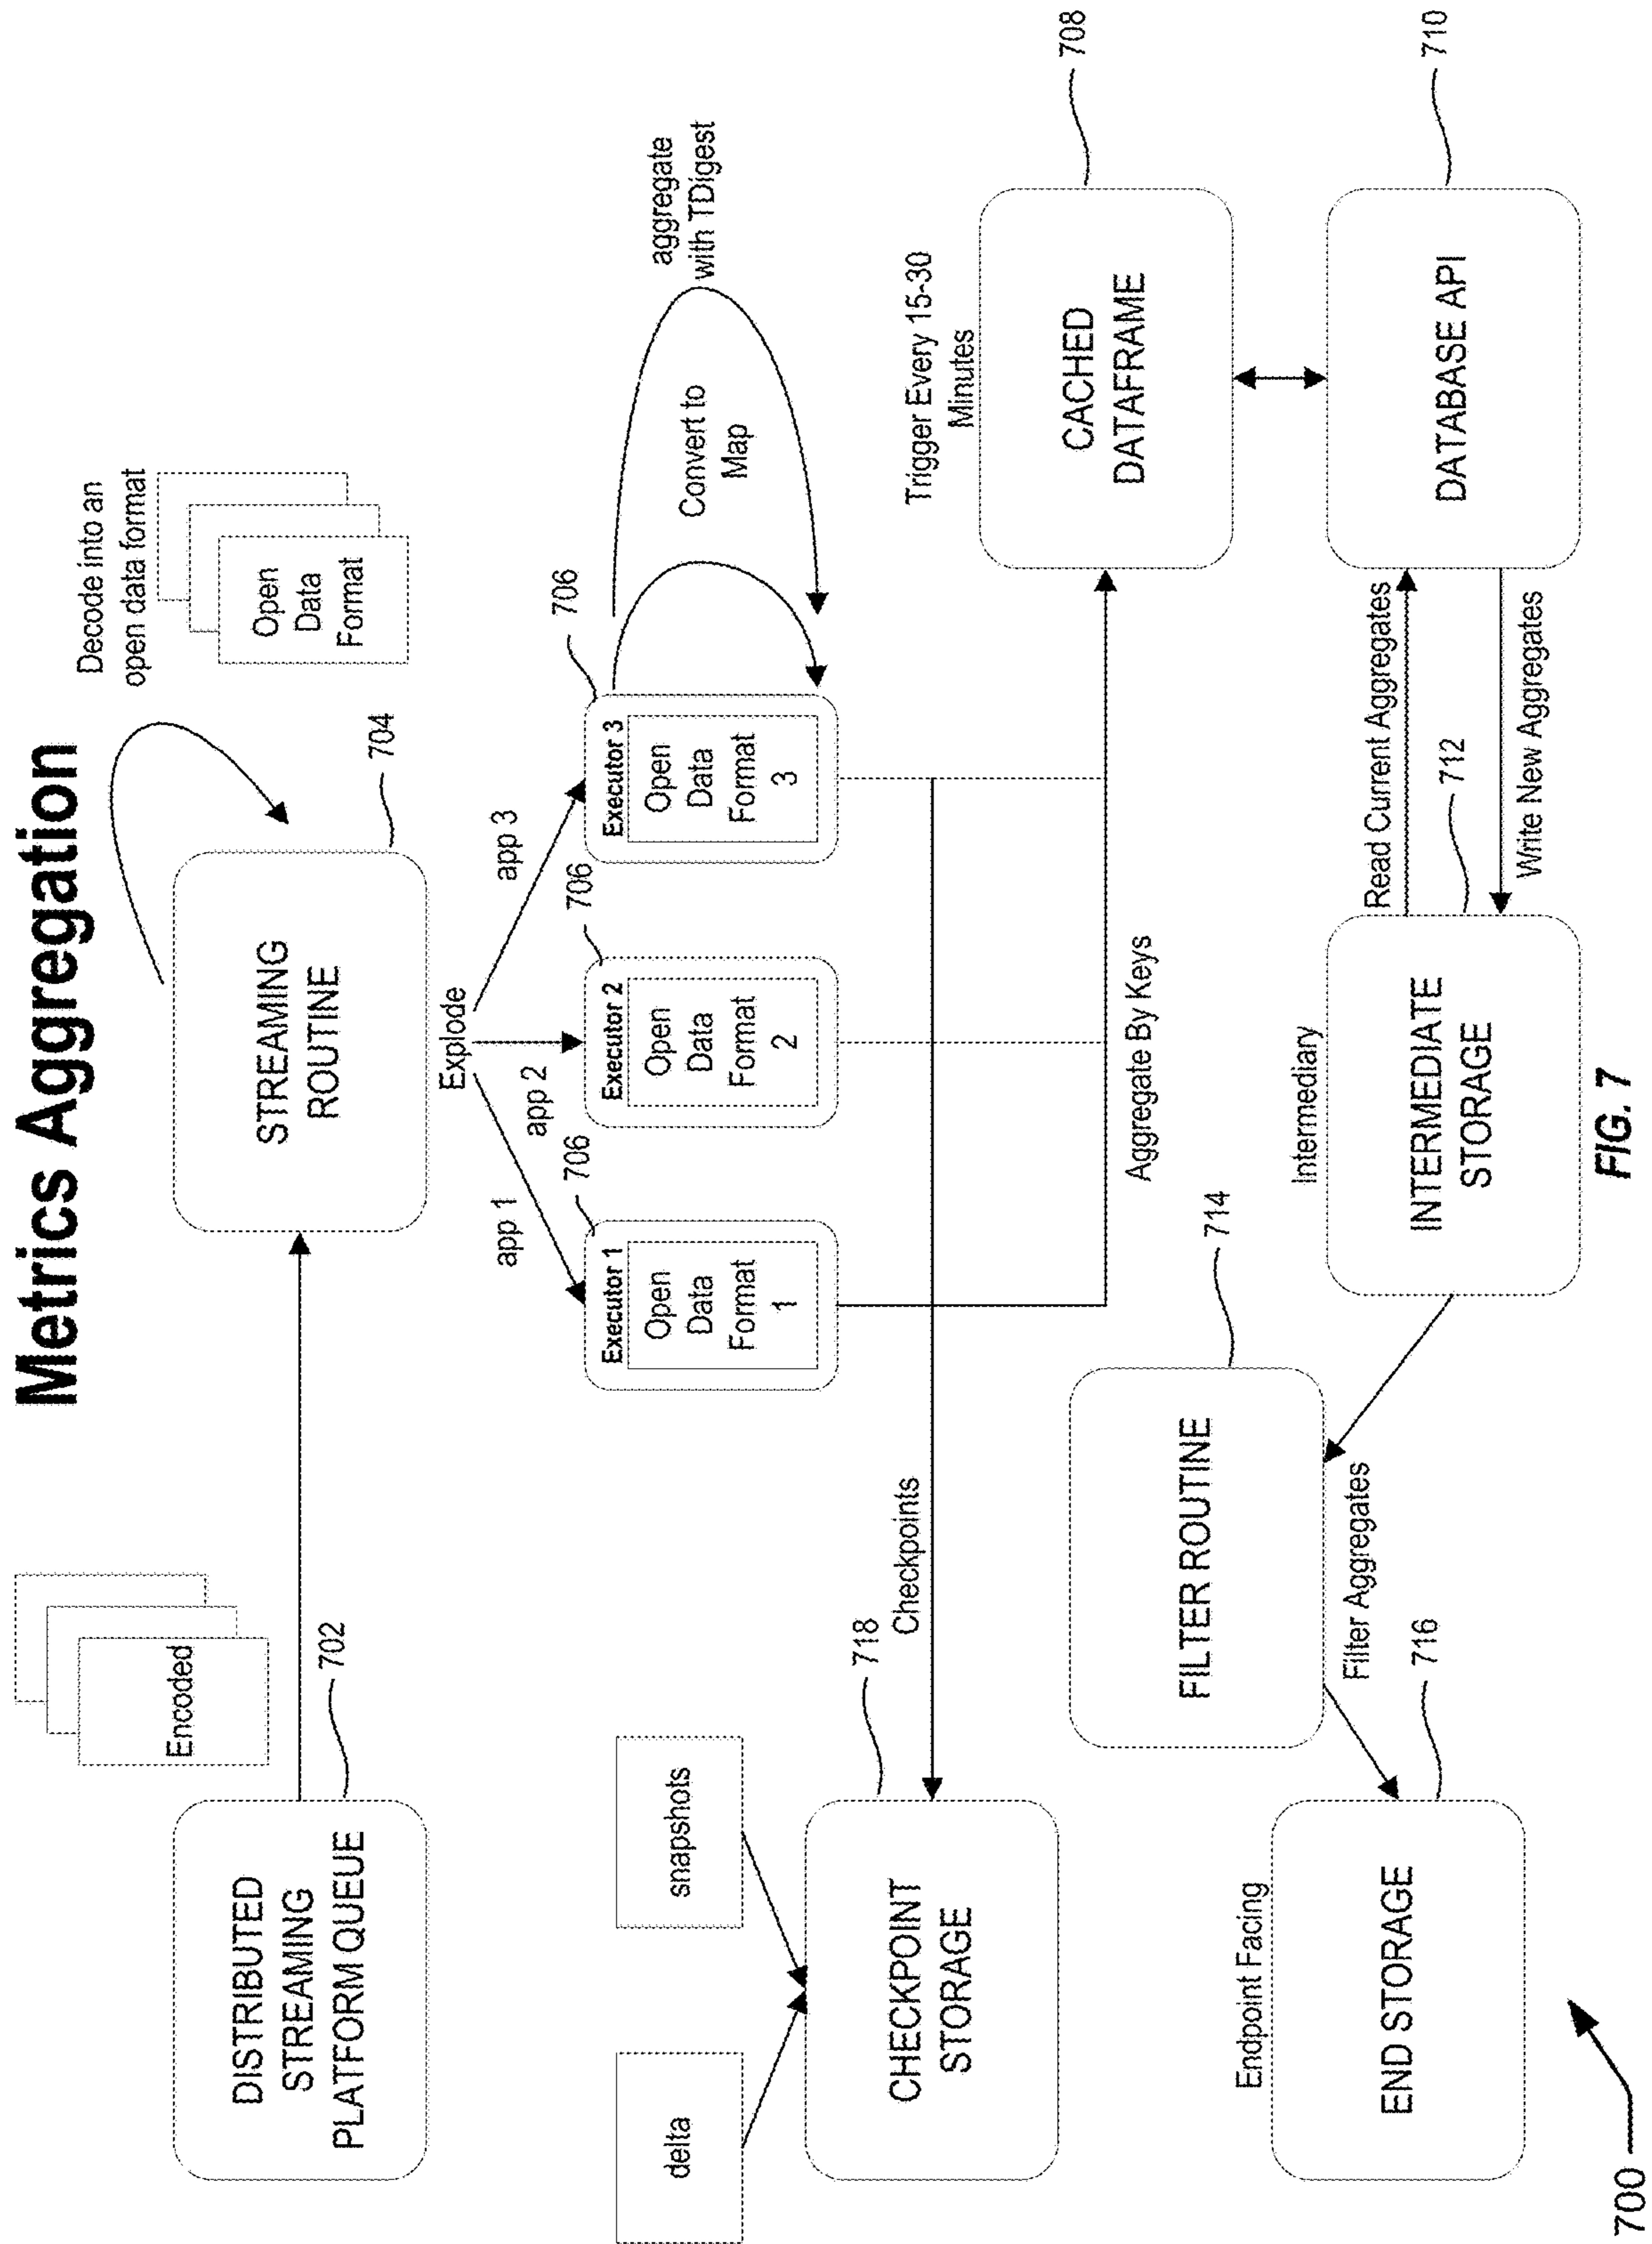 Metrics Aggregation
Encoded
DISTRIBUTED
STREAMING
PLATFORM QUEUE
702
STREAMING
ROUTINE
704
Decode into an
open data format
Open
Data
Format
Explode
app 1
app 2
app 3
706
Executor 1
Open
Data
Format
1
706
Executor 2
Open
Data
Format
2
706
Executor 3
Open
Data
Format
3
Convert to
Map
aggregate
with TDigest
delta
snapshots
CHECKPOINT
STORAGE
718
Checkpoints
Aggregate By Keys
Trigger Every 15-30
Minutes
CACHED
DATAFRAME
708
DATABASE API
710
Read Current Aggregates
Write New Aggregates
712
Intermediary
INTERMEDIATE
STORAGE
FILTER ROUTINE
714
Filter Aggregates
Endpoint Facing
END STORAGE
716
700
FIG. 7